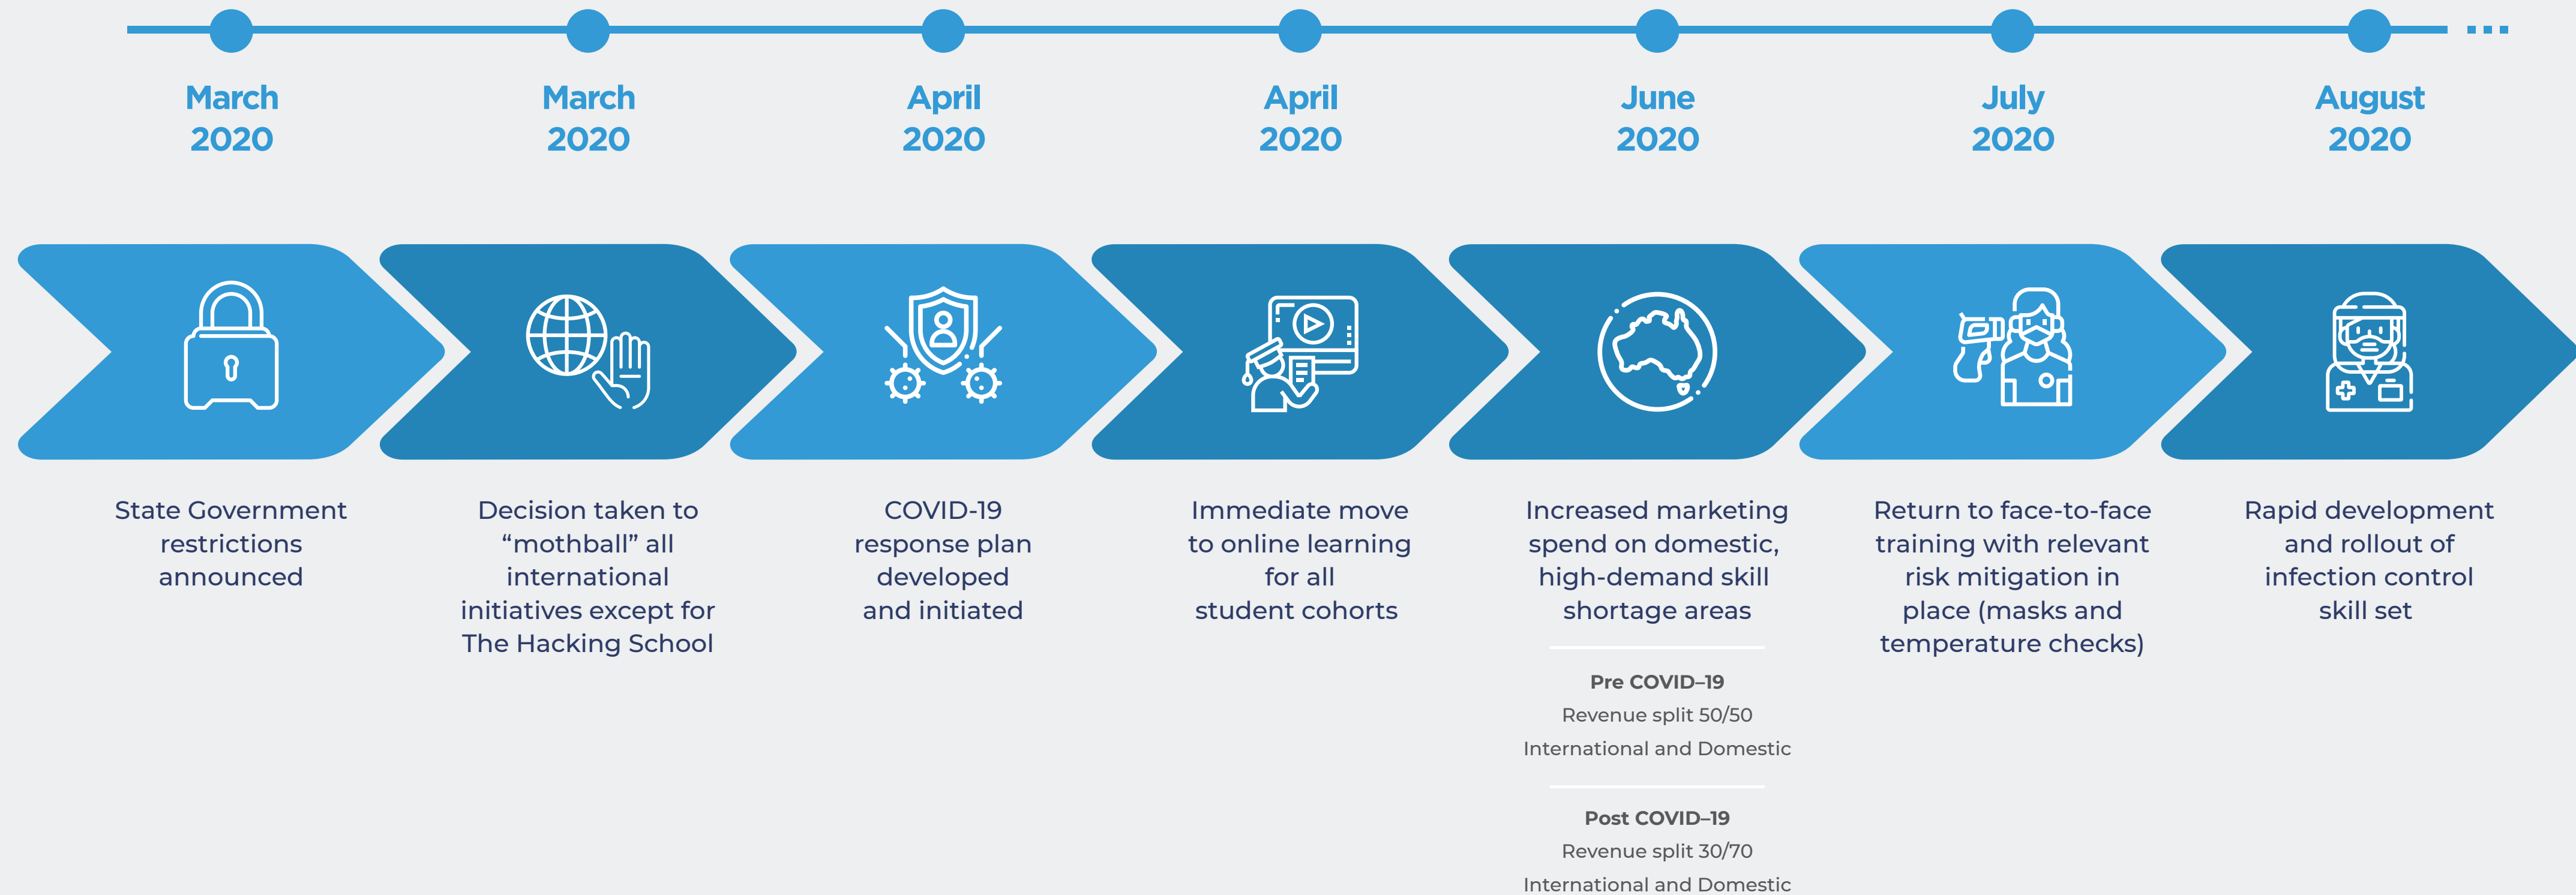 March
2020
March
2020
April
2020
April
2020
June
2020
July
2020
August
2020
State Government
restrictions
announced
Decision taken to
“mothball” all
international
initiatives except for
The Hacking School
COVID-19
response plan
developed
and initiated
Immediate move
to online learning
for all
student cohorts
Increased marketing
spend on domestic,
high-demand skill
shortage areas
Pre COVID–19
Revenue split 50/50
International and Domestic
Post COVID–19
Revenue split 30/70
International and Domestic
Return to face-to-face
training with relevant
risk mitigation in
place (masks and
temperature checks)
Rapid development
and rollout of
infection control
skill set